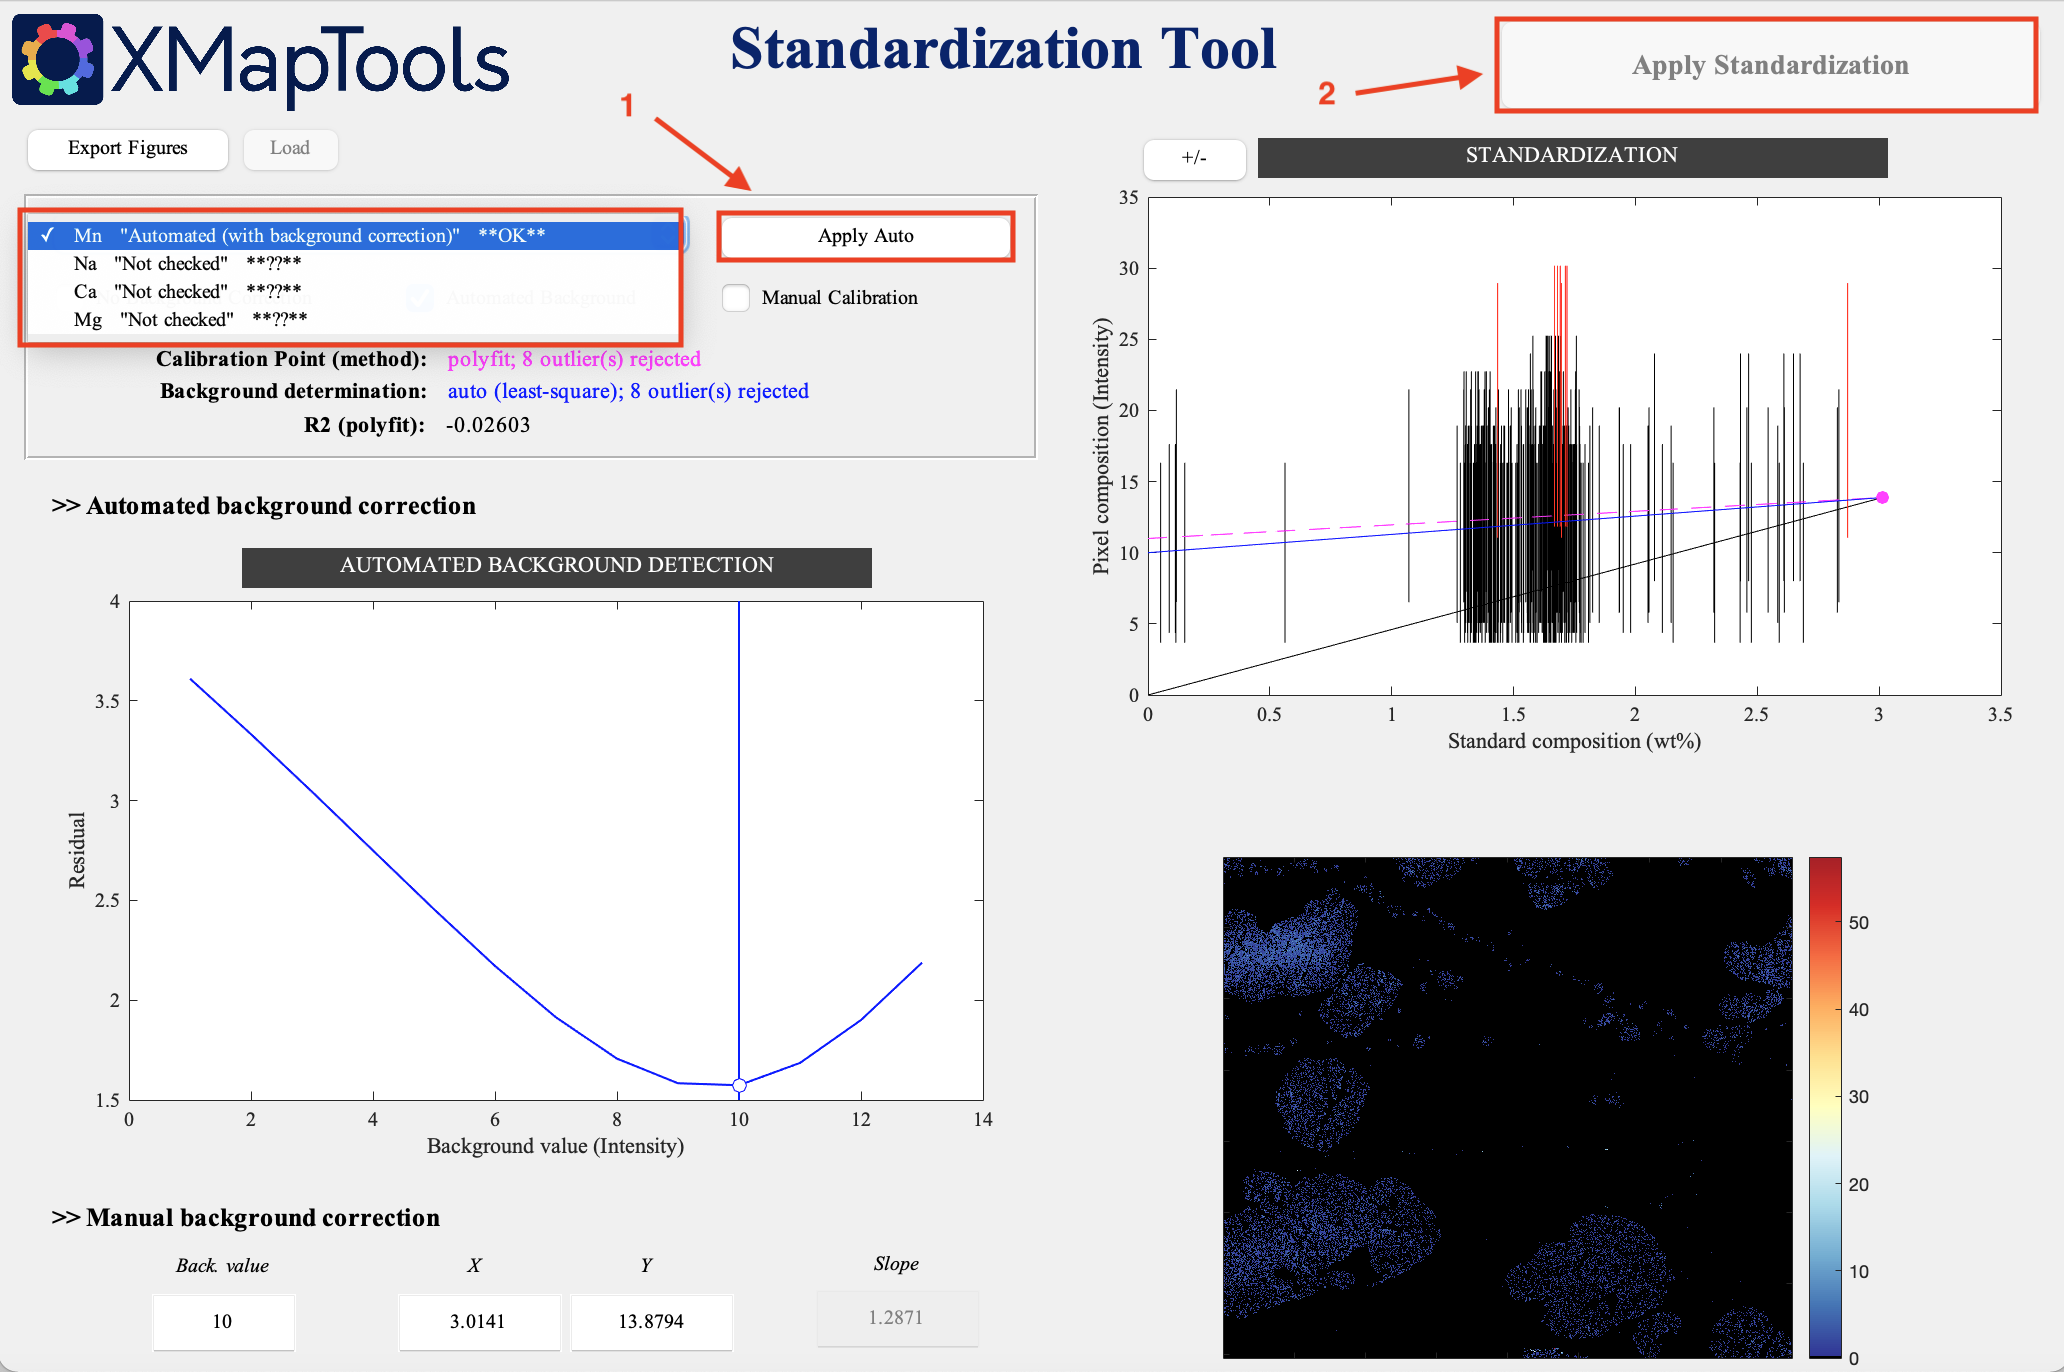 XMapTools
Standardization Tool
Apply Standardization
1
2
Export Figures
Load
+/-
STANDARDIZATION
✓ Mn "Automated (with background correction)" **OK**
Na "Not checked" **??**
Ca "Not checked" **??**
Mg "Not checked" **??**
Apply Auto
Automated Background
Manual Calibration
Calibration Point (method): polyfit; 8 outlier(s) rejected
Background determination: auto (least-square); 8 outlier(s) rejected
R2 (polyfit): -0.02603
35
30
25
20
15
10
5
0
Pixel composition (Intensity)
0 0.5 1 1.5 2 2.5 3 3.5
Standard composition (wt%)
>> Automated background correction
AUTOMATED BACKGROUND DETECTION
4
3.5
3
2.5
2
1.5
Residual
0 2 4 6 8 10 12 14
Background value (Intensity)
50
40
30
20
10
0
>> Manual background correction
Back. value X Y Slope
10 3.0141 13.8794 1.2871